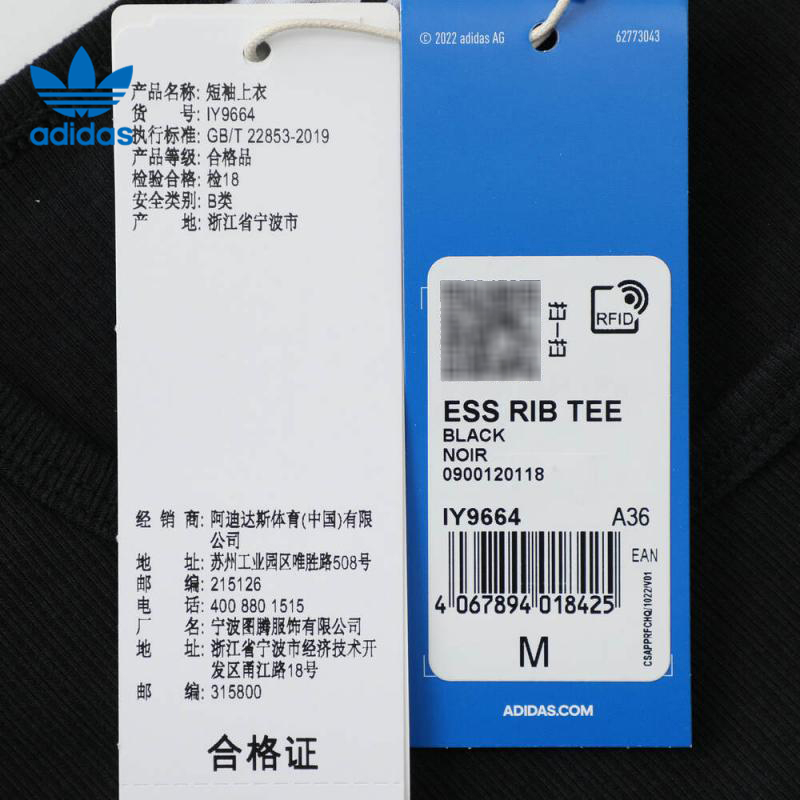 adidas
产品名称: 短袖上衣
货 号: IY9664
执行标准: GB/T 22853-2019
产品等级: 合格品
检验合格: 检18
安全类别: B类
产 地: 浙江省宁波市
经 销 商: 阿迪达斯体育(中国)有限
公司
地 址: 苏州工业园区唯胜路508号
邮 编: 215126
电 话: 400 880 1515
厂 名: 宁波图腾服饰有限公司
地 址: 浙江省宁波市经济技术开
发区甬江路18号
邮 编: 315800
合格证
© 2022 adidas AG 62773043
扫一扫
RFID
ESS RIB TEE
BLACK
NOIR
0900120118
IY9664 A36
EAN
4 067894 018425
CSAPPRFCHQ/1022/V01
M
ADIDAS.COM